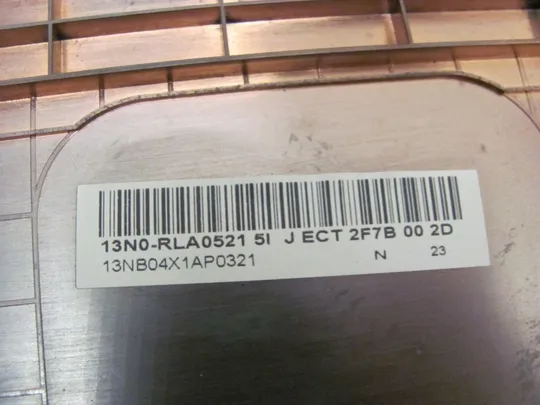 13N0-RLA0521 5I J ECT 2F7B 00 2D
13NB04X1AP0321 N 23